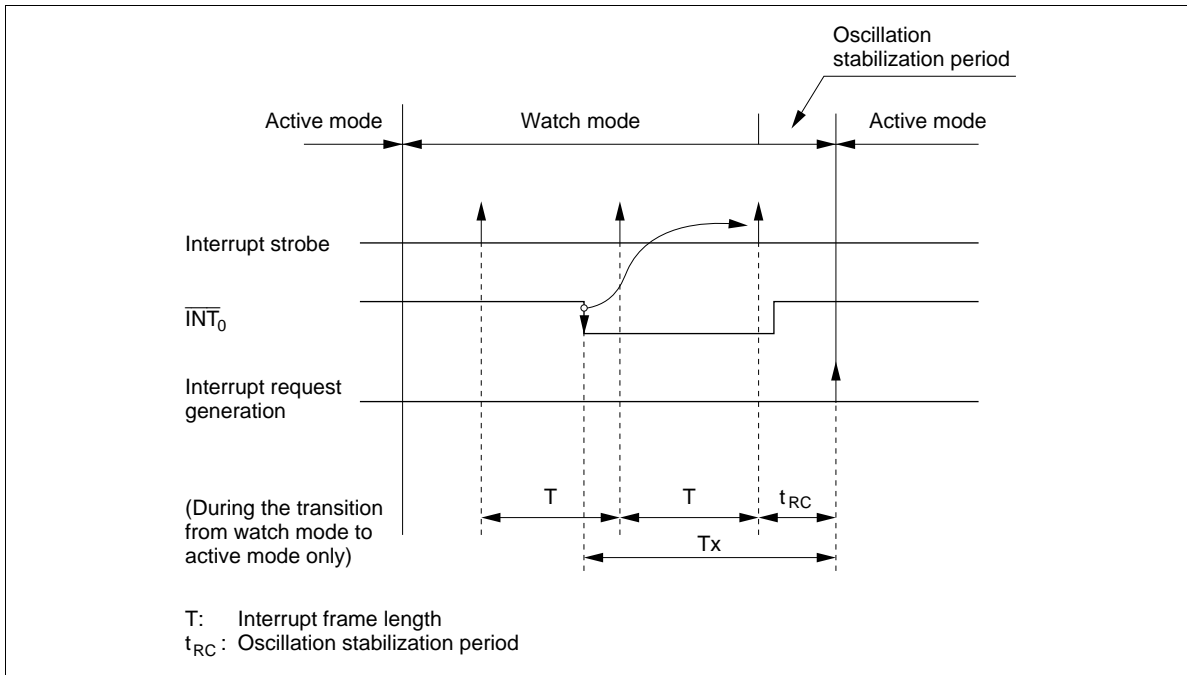 Oscillation
stabilization period
Active mode
Watch mode
Active mode
Interrupt strobe
INT0
Interrupt request
generation
(During the transition
from watch mode to
active mode only)
T
T
tRC
Tx
T: Interrupt frame length
tRC : Oscillation stabilization period